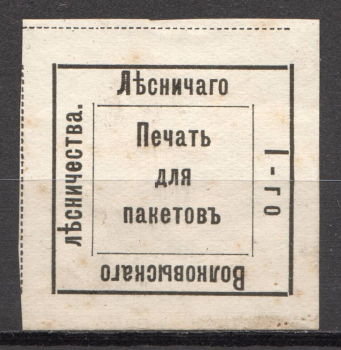 Лѣсничаго
I-го
Волковыскаго
лѣсничества.
Печать
для
пакетовъ